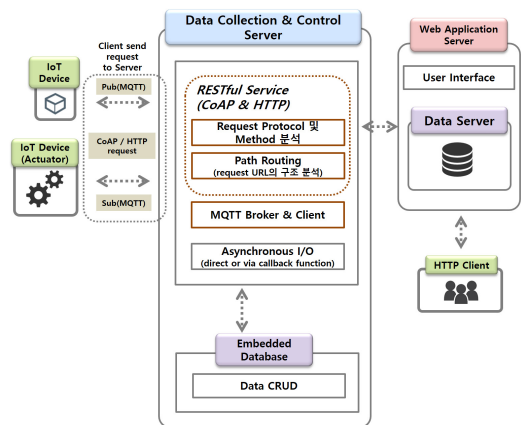 Client send
request
to Server
IoT
Device
IoT Device
(Actuator)
Pub(MQTT)
CoAP / HTTP
request
Sub(MQTT)
Data Collection & Control
Server
RESTful Service
(CoAP & HTTP)
Request Protocol 및
Method 분석
Path Routing
(request URL의 구조 분석)
MQTT Broker & Client
Asynchronous I/O
(direct or via callback function)
Embedded
Database
Data CRUD
Web Application
Server
User Interface
Data Server
HTTP Client